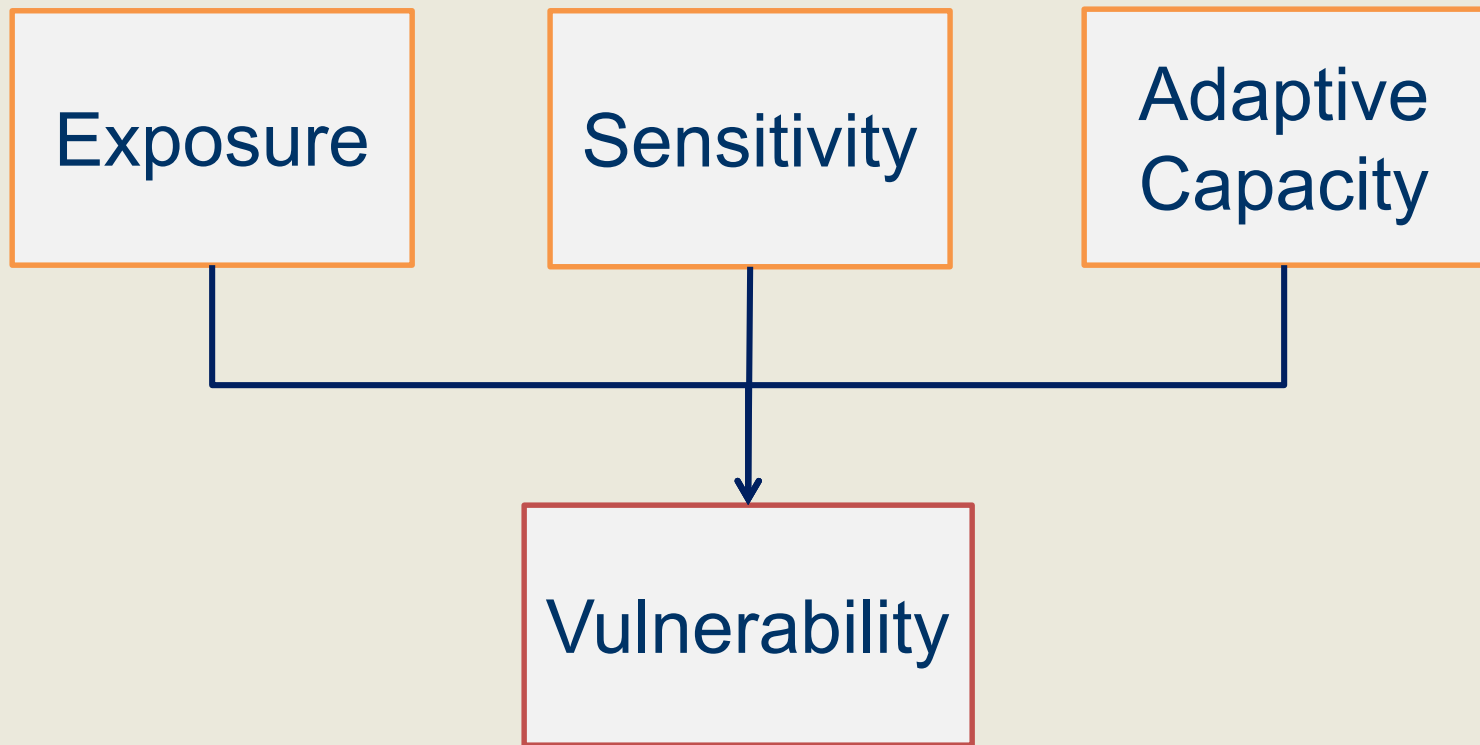 Exposure
Sensitivity
Adaptive
Capacity
Vulnerability